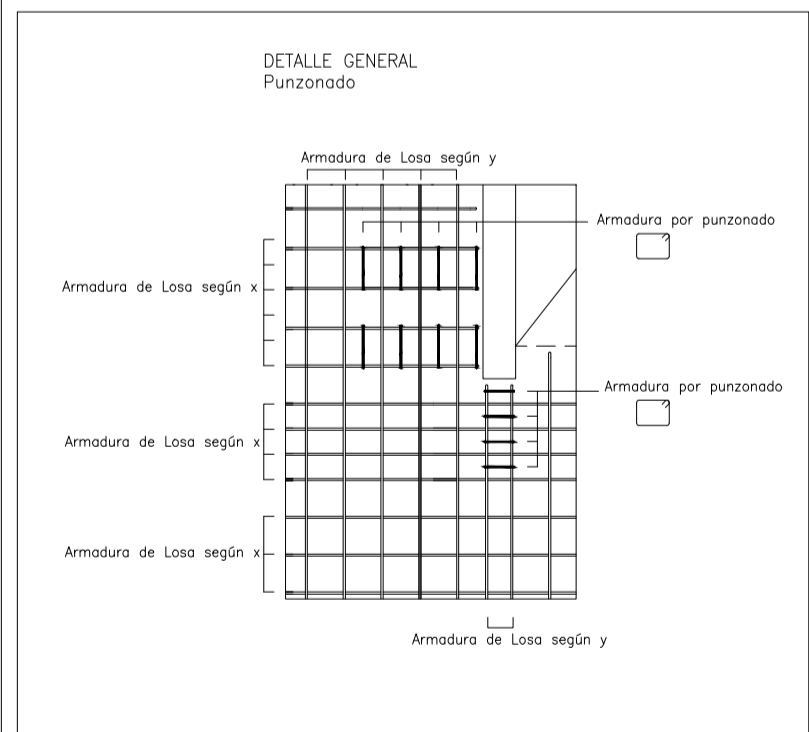 DETALLE GENERAL
Punzonado
Armadura de Losa según y
Armadura por punzonado
Armadura de Losa según x
Armadura por punzonado
Armadura de Losa según x
Armadura de Losa según x
Armadura de Losa según y